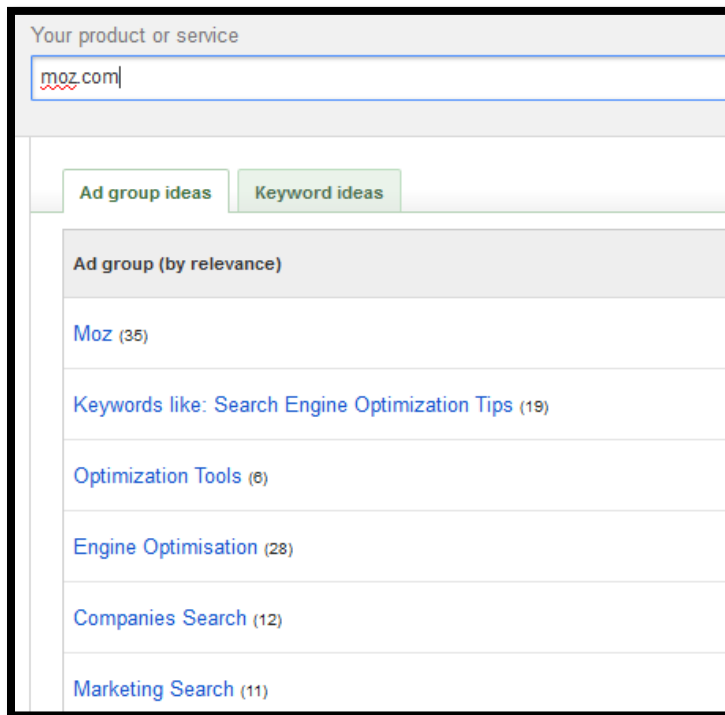 Your product or service
moz.com
Ad group ideas Keyword ideas
Ad group (by relevance)
Moz (35)
Keywords like: Search Engine Optimization Tips (19)
Optimization Tools (6)
Engine Optimisation (28)
Companies Search (12)
Marketing Search (11)